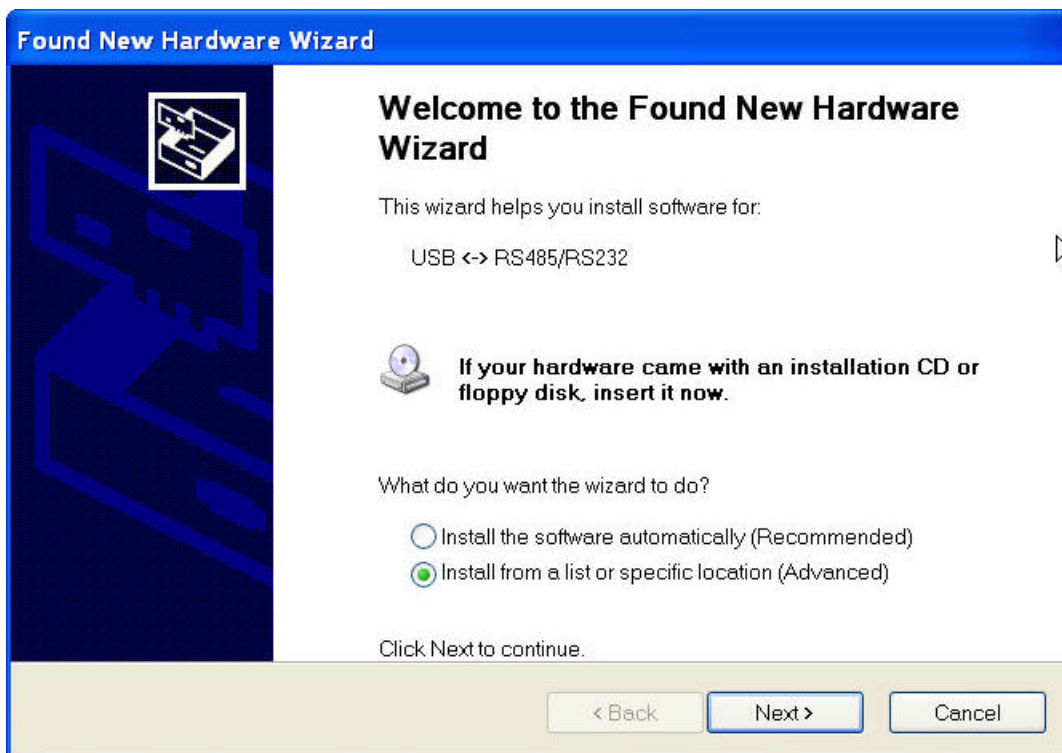 Found New Hardware Wizard
Welcome to the Found New Hardware
Wizard
This wizard helps you install software for:
USB <-> RS485/RS232
If your hardware came with an installation CD or
floppy disk, insert it now.
What do you want the wizard to do?
Install the software automatically (Recommended)
Install from a list or specific location (Advanced)
Click Next to continue.
< Back Next > Cancel